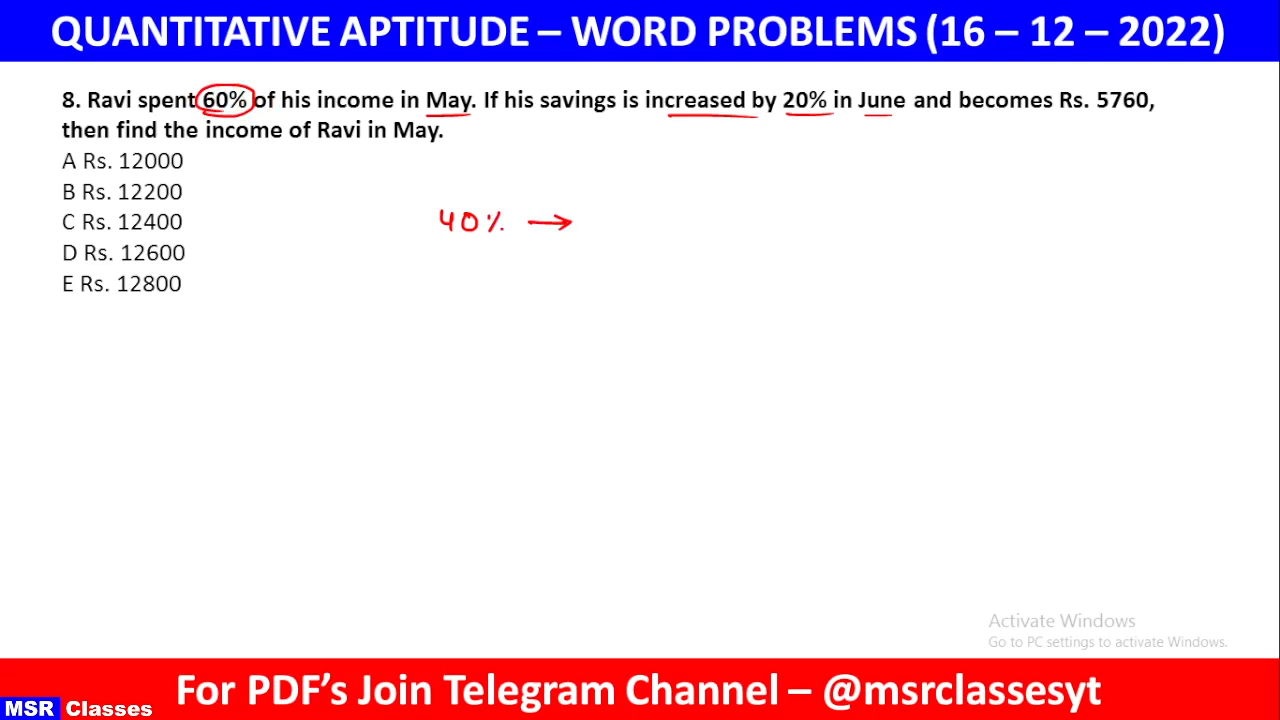 QUANTITATIVE APTITUDE – WORD PROBLEMS (16 – 12 – 2022)
8. Ravi spent 60% of his income in May. If his savings is increased by 20% in June and becomes Rs. 5760,
then find the income of Ravi in May.
A Rs. 12000
B Rs. 12200
C Rs. 12400
D Rs. 12600
E Rs. 12800
40% →
Activate Windows
Go to PC settings to activate Windows.
For PDF’s Join Telegram Channel – @msrclassesyt
MSR Classes